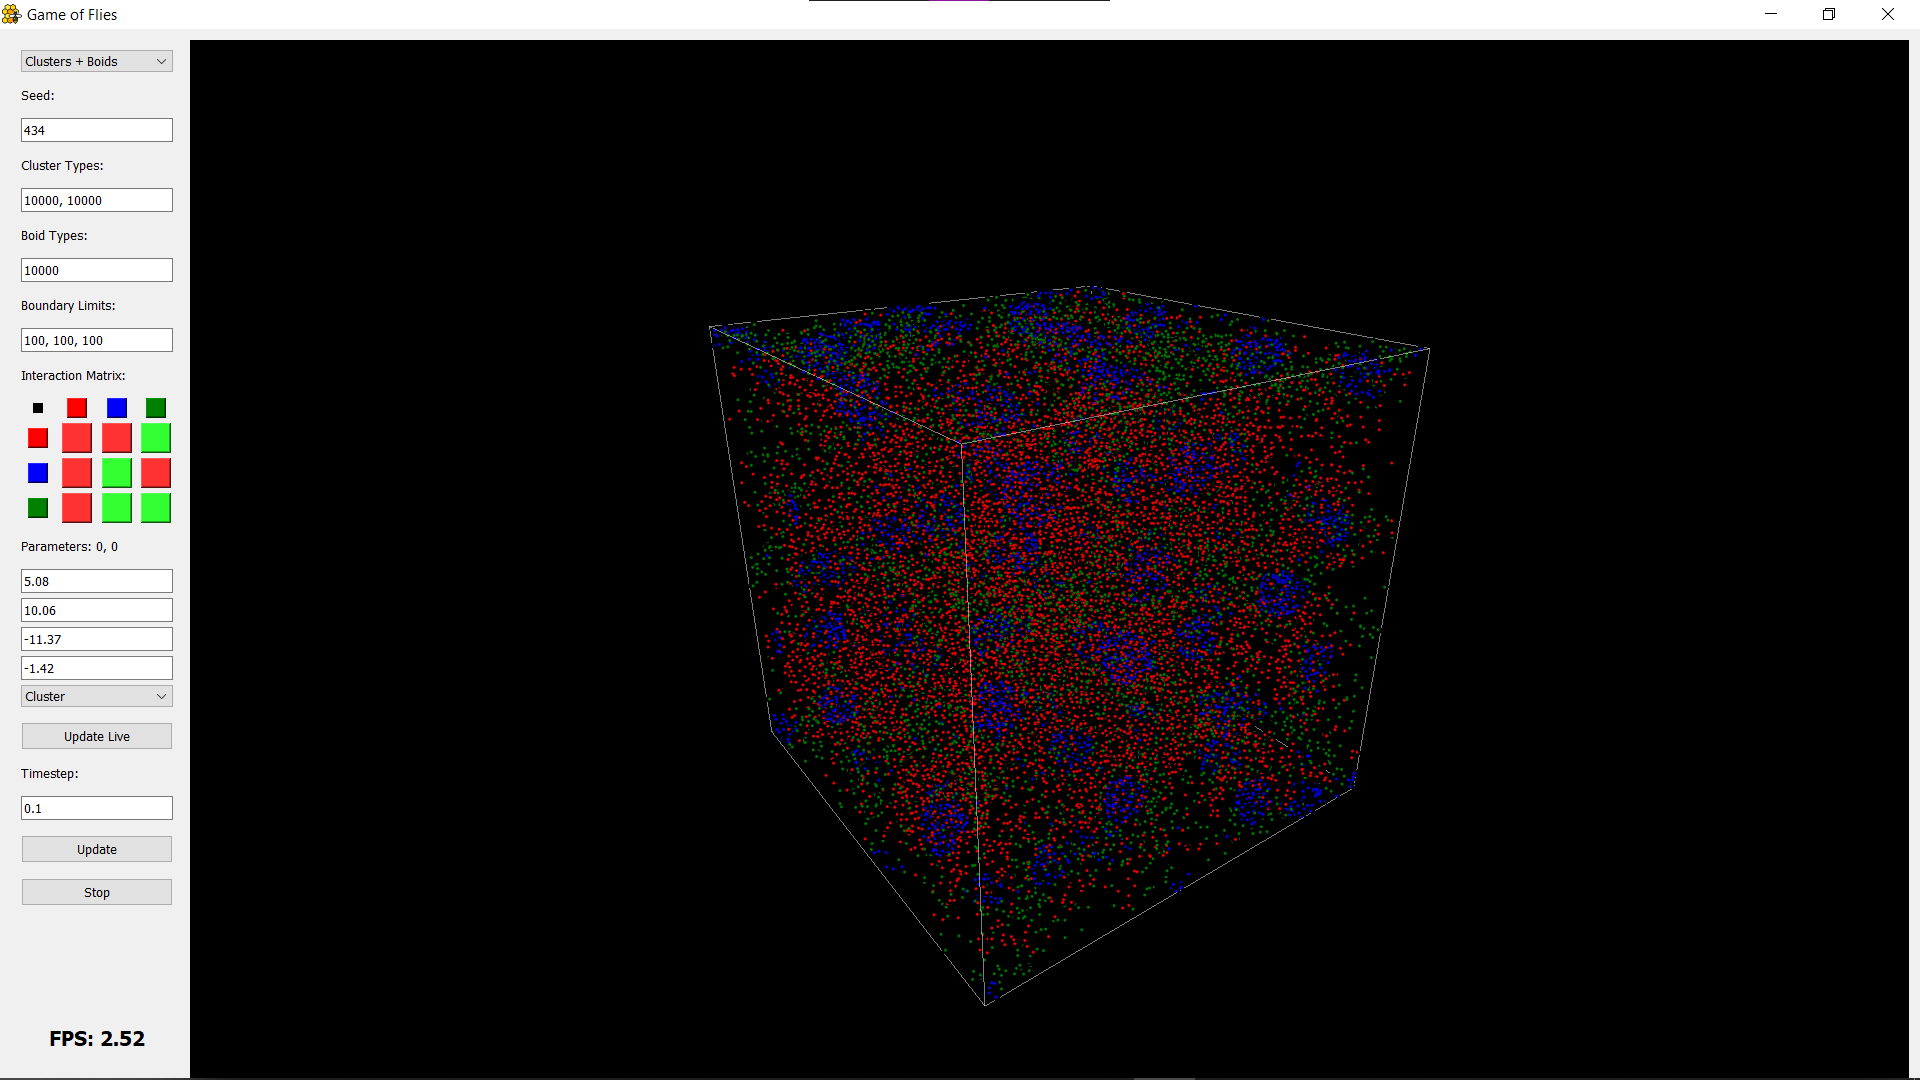 Game of Flies
Clusters + Boids
Seed:
434
Cluster Types:
10000, 10000
Boid Types:
10000
Boundary Limits:
100, 100, 100
Interaction Matrix:
Parameters: 0, 0
5.08
10.06
-11.37
-1.42
Cluster
Update Live
Timestep:
0.1
Update
Stop
FPS: 2.52